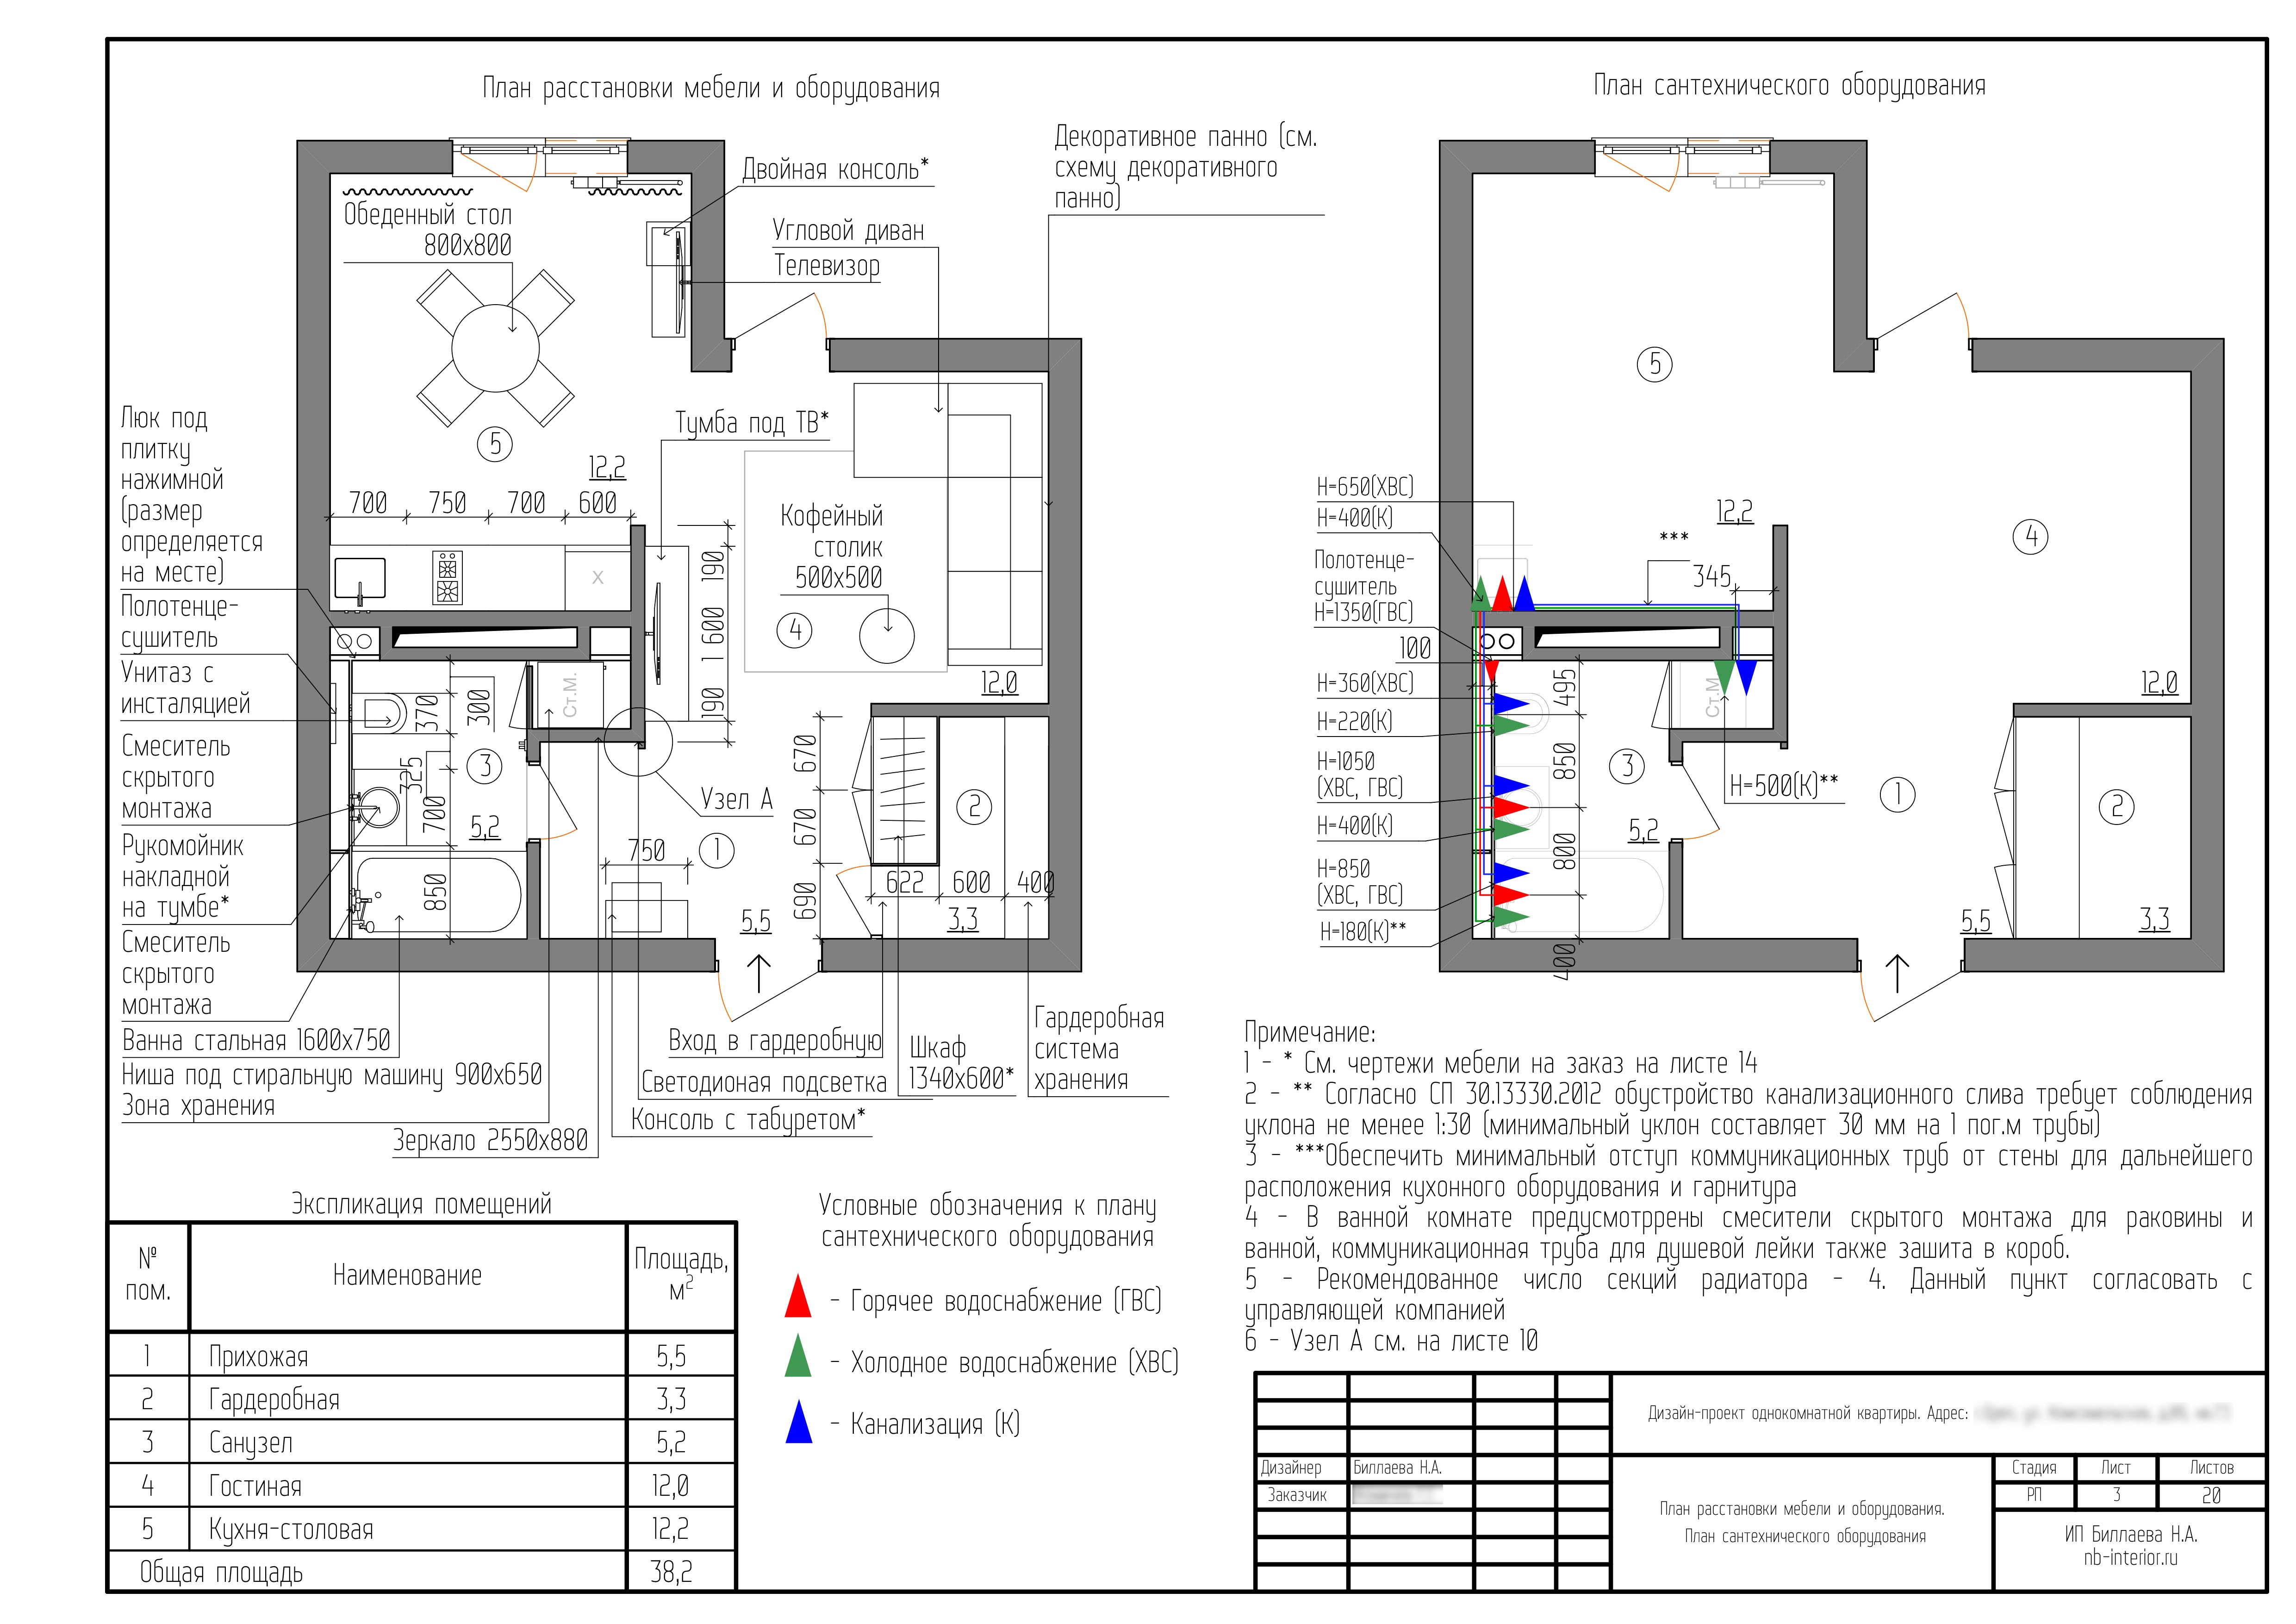 План расстановки мебели и оборудования
Двойная консоль*
Обеденный стол
800х800
Угловой диван
Телевизор
Декоративное панно (см.
схему декоративного
панно)
Люк под
плитку
нажимной
(размер
определяется
на месте)
Полотенце-
сушитель
Унитаз с
инсталяцией
Смеситель
скрытого
монтажа
Рукомойник
накладной
на тумбе*
Смеситель
скрытого
монтажа
Ванна стальная 1600х750
Ниша под стиральную машину 900х650
Зона хранения
Зеркало 2550х880
Тумба под ТВ*
5
12,2
700 750 700 600
X
Кофейный
столик
500х500
4
12,0
190
1 600
190
Ст.М.
370
300
325
700
850
3
5,2
Узел А
670
670
690
2
1
750
622 600 400
5,5
3,3
Вход в гардеробную
Светодионая подсветка
Консоль с табуретом*
Шкаф
1340х600*
Гардеробная
система
хранения
План сантехнического оборудования
5
12,2
4
12,0
***
345
H=650(ХВС)
H=400(К)
Полотенце-
сушитель
H=1350(ГВС)
100
H=360(ХВС)
H=220(К)
H=1050
(ХВС, ГВС)
H=400(К)
H=850
(ХВС, ГВС)
H=180(К)**
495
850
800
400
Ст.М.
H=500(К)**
3
5,2
1
5,5
2
3,3
Примечание:
1 - * См. чертежи мебели на заказ на листе 14
2 - ** Согласно СП 30.13330.2012 обустройство канализационного слива требует соблюдения
уклона не менее 1:30 (минимальный уклон составляет 30 мм на 1 пог.м трубы)
3 - ***Обеспечить минимальный отступ коммуникационных труб от стены для дальнейшего
расположения кухонного оборудования и гарнитура
4 - В ванной комнате предусмотррены смесители скрытого монтажа для раковины и
ванной, коммуникационная труба для душевой лейки также зашита в короб.
5 - Рекомендованное число секций радиатора - 4. Данный пункт согласовать с
управляющей компанией
6 - Узел А см. на листе 10
Экспликация помещений
№ пом. Наименование Площадь, м²
1 Прихожая 5,5
2 Гардеробная 3,3
3 Санузел 5,2
4 Гостиная 12,0
5 Кухня-столовая 12,2
Общая площадь 38,2
Условные обозначения к плану
сантехнического оборудования
- Горячее водоснабжение (ГВС)
- Холодное водоснабжение (ХВС)
- Канализация (К)
Дизайн-проект однокомнатной квартиры. Адрес:
Дизайнер Биллаева Н.А.
Заказчик
План расстановки мебели и оборудования.
План сантехнического оборудования
Стадия Лист Листов
РП 3 20
ИП Биллаева Н.А.
nb-interior.ru